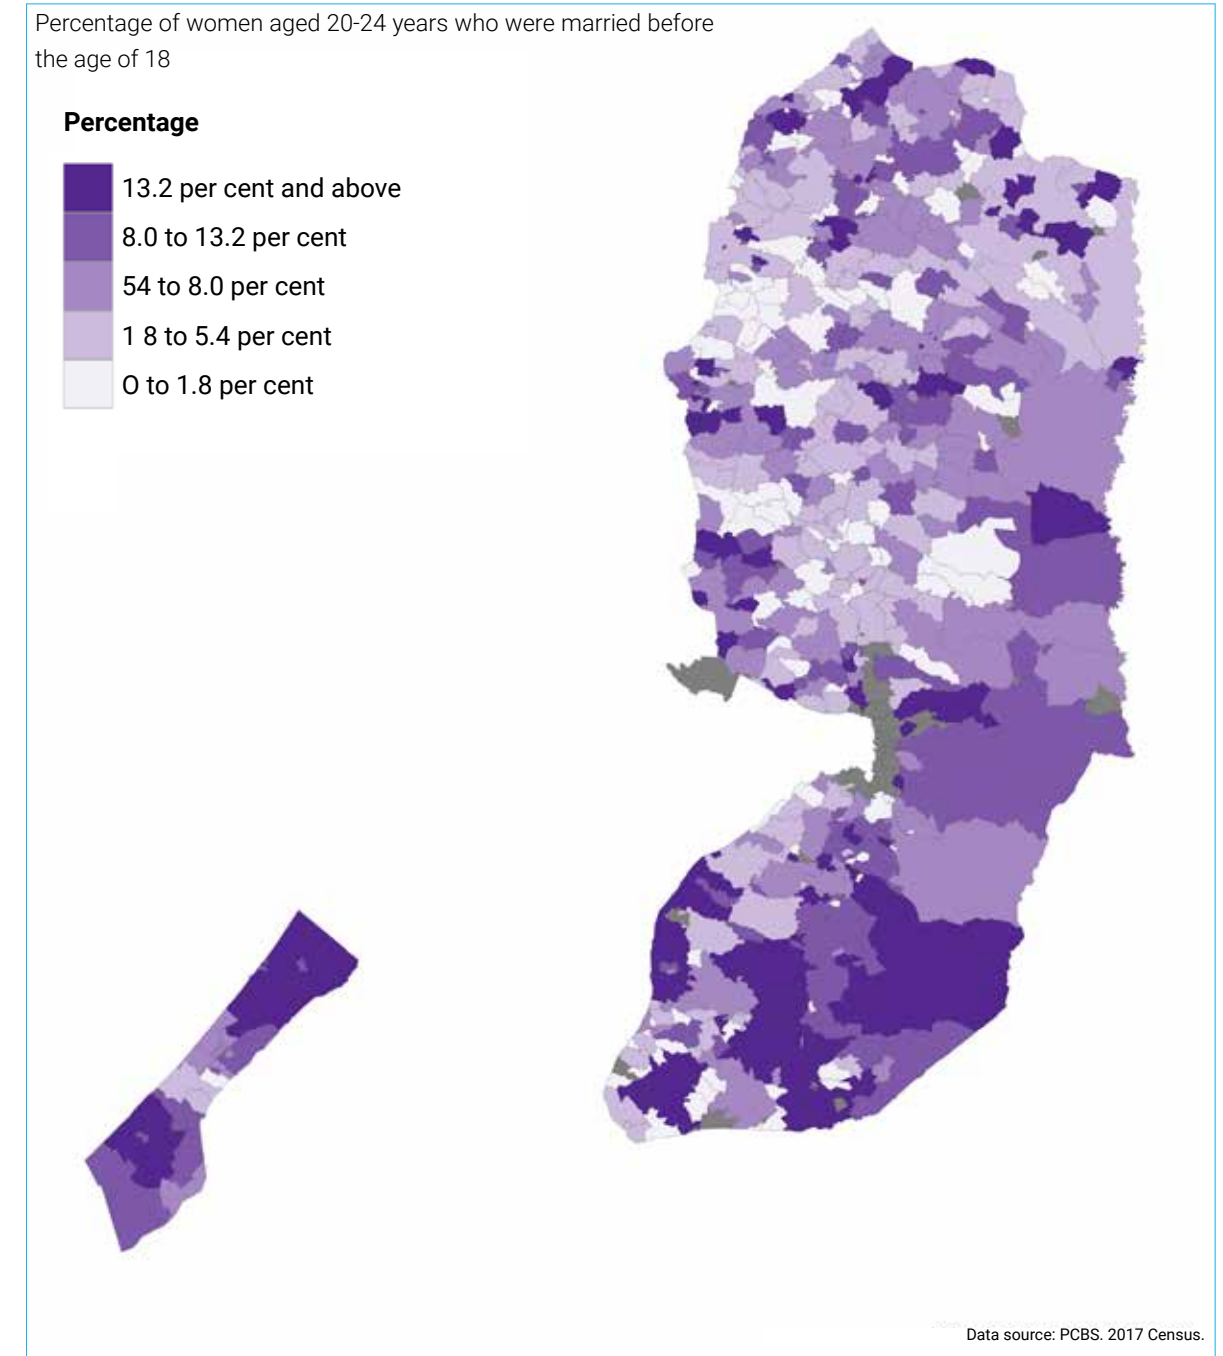 Percentage of women aged 20-24 years who were married before
the age of 18
Percentage
13.2 per cent and above
8.0 to 13.2 per cent
54 to 8.0 per cent
1 8 to 5.4 per cent
O to 1.8 per cent
Data source: PCBS. 2017 Census.